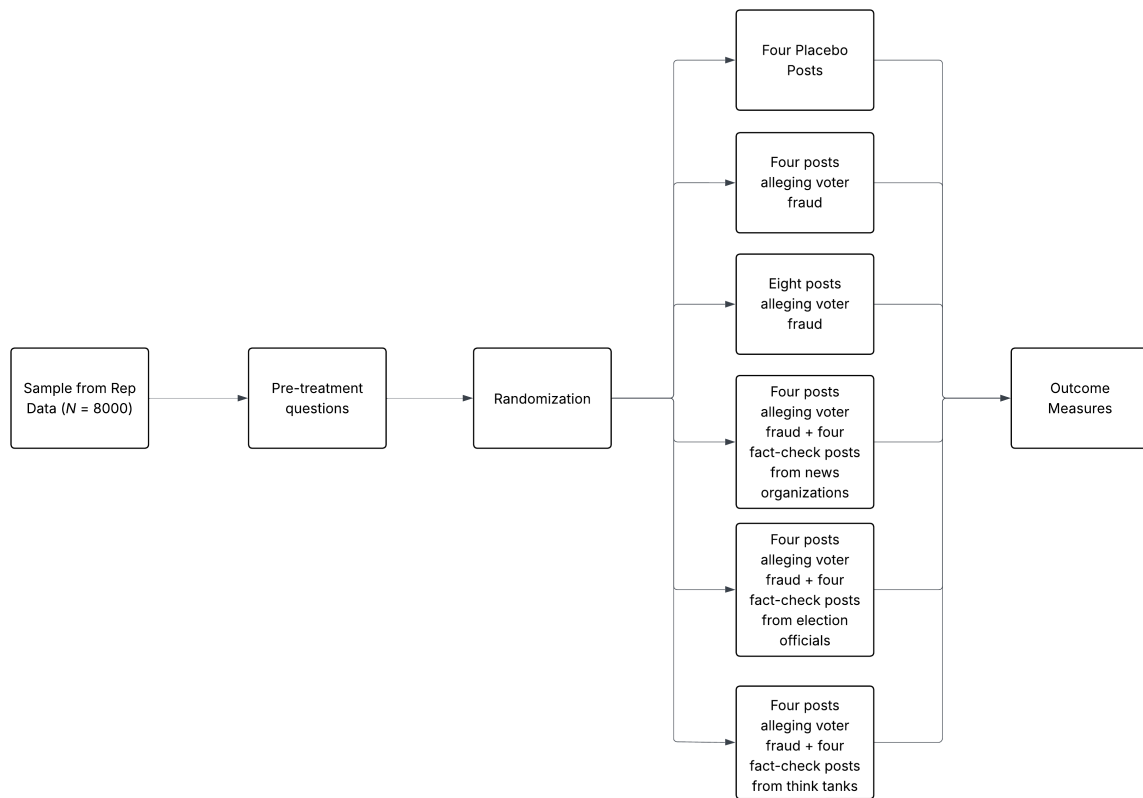 Four Placebo
Posts
Four posts
alleging voter
fraud
Eight posts
alleging voter
fraud
Sample from Rep
Data (N = 8000)
Pre-treatment
questions
Randomization
Four posts
alleging voter
fraud + four
fact-check posts
from news
organizations
Outcome
Measures
Four posts
alleging voter
fraud + four
fact-check posts
from election
officials
Four posts
alleging voter
fraud + four
fact-check posts
from think tanks